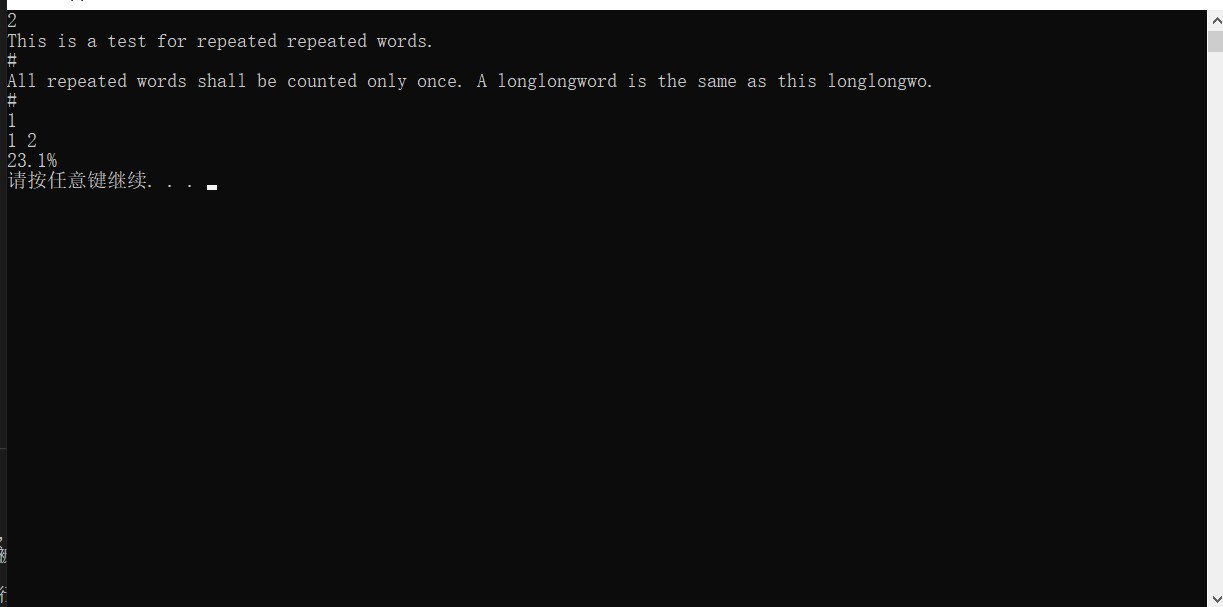 2
This is a test for repeated repeated words.
#
All repeated words shall be counted only once. A longlongword is the same as this longlongwo.
#
1
1 2
23.1%
请按任意键继续. . .